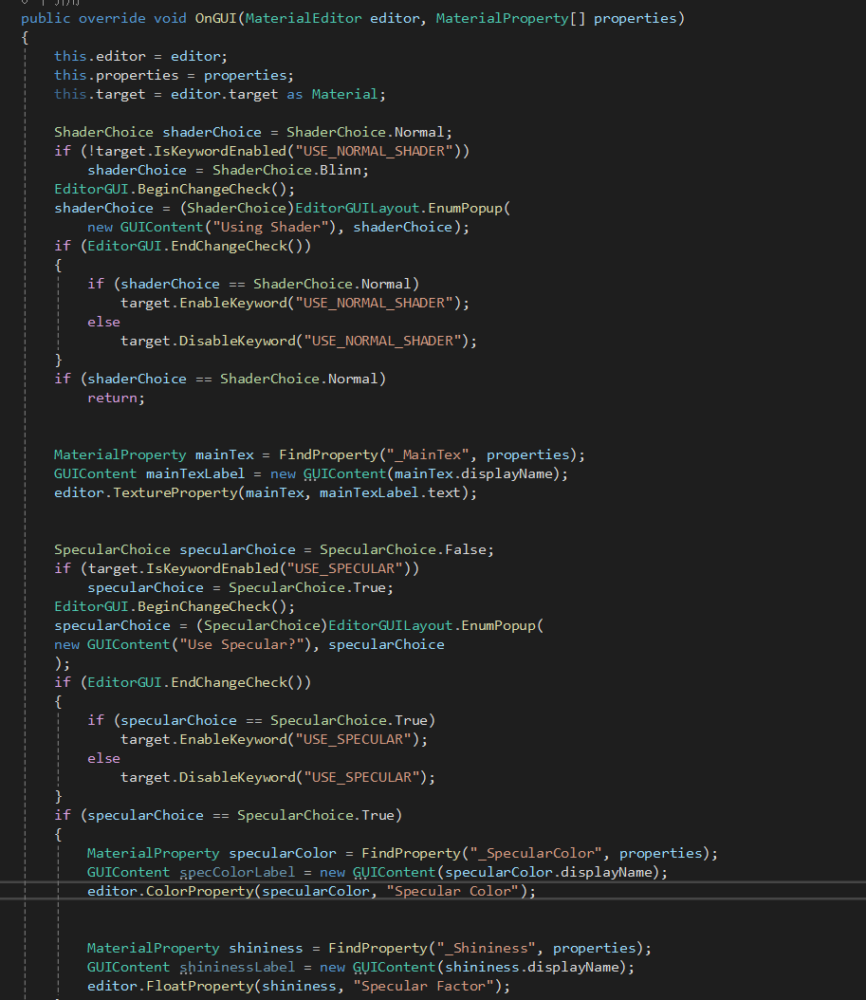 public override void OnGUI(MaterialEditor editor, MaterialProperty[] properties)
{
this.editor = editor;
this.properties = properties;
this.target = editor.target as Material;
ShaderChoice shaderChoice = ShaderChoice.Normal;
if (!target.IsKeywordEnabled("USE_NORMAL_SHADER"))
shaderChoice = ShaderChoice.Blinn;
EditorGUI.BeginChangeCheck();
shaderChoice = (ShaderChoice)EditorGUILayout.EnumPopup(
new GUIContent("Using Shader"), shaderChoice);
if (EditorGUI.EndChangeCheck())
{
if (shaderChoice == ShaderChoice.Normal)
target.EnableKeyword("USE_NORMAL_SHADER");
else
target.DisableKeyword("USE_NORMAL_SHADER");
}
if (shaderChoice == ShaderChoice.Normal)
return;
MaterialProperty mainTex = FindProperty("_MainTex", properties);
GUIContent mainTexLabel = new GUIContent(mainTex.displayName);
editor.TextureProperty(mainTex, mainTexLabel.text);
SpecularChoice specularChoice = SpecularChoice.False;
if (target.IsKeywordEnabled("USE_SPECULAR"))
specularChoice = SpecularChoice.True;
EditorGUI.BeginChangeCheck();
specularChoice = (SpecularChoice)EditorGUILayout.EnumPopup(
new GUIContent("Use Specular?"), specularChoice
);
if (EditorGUI.EndChangeCheck())
{
if (specularChoice == SpecularChoice.True)
target.EnableKeyword("USE_SPECULAR");
else
target.DisableKeyword("USE_SPECULAR");
}
if (specularChoice == SpecularChoice.True)
{
MaterialProperty specularColor = FindProperty("_SpecularColor", properties);
GUIContent specColorLabel = new GUIContent(specularColor.displayName);
editor.ColorProperty(specularColor, "Specular Color");
MaterialProperty shininess = FindProperty("_Shininess", properties);
GUIContent shininessLabel = new GUIContent(shininess.displayName);
editor.FloatProperty(shininess, "Specular Factor");